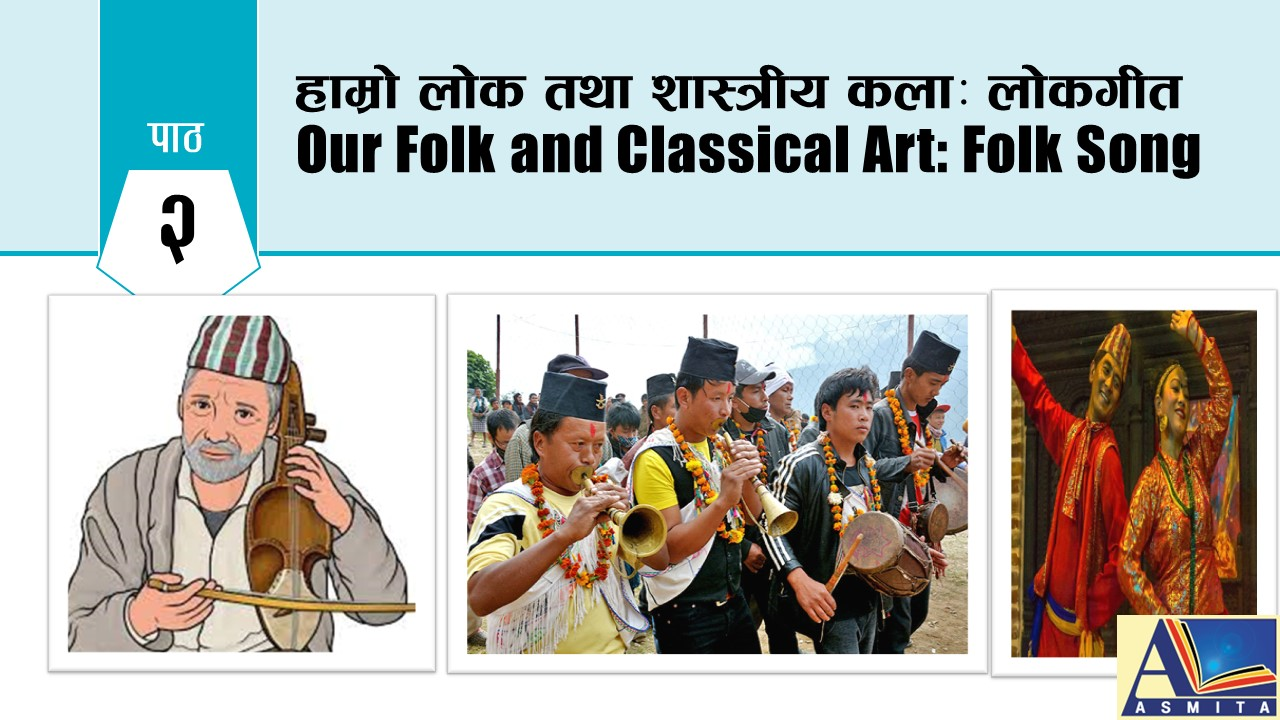 पाठ
२
हाम्रो लोक तथा शास्त्रीय कलाः लोकगीत
Our Folk and Classical Art: Folk Song
ASMITA